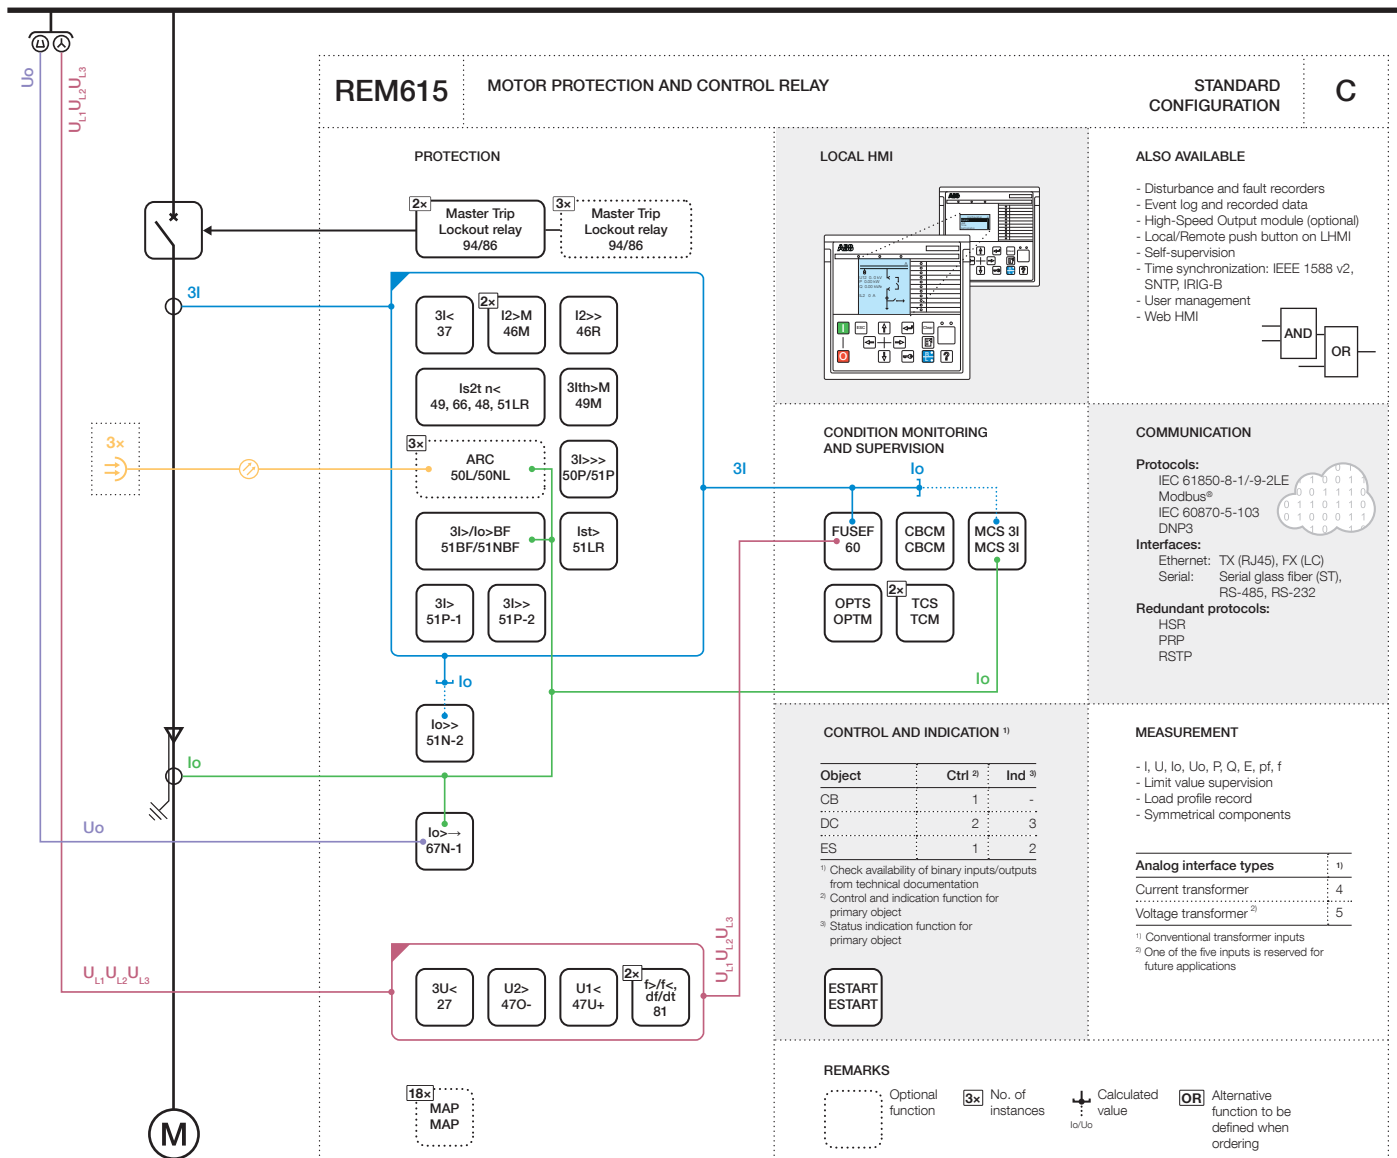 REM615
MOTOR PROTECTION AND CONTROL RELAY
STANDARD
CONFIGURATION
C
Uo
UL1UL2UL3
PROTECTION
2×
Master Trip
Lockout relay
94/86
3×
Master Trip
Lockout relay
94/86
3I
3I<
37
2×
I2>M
46M
I2>>
46R
Is2t n<
49, 66, 48, 51LR
3Ith>M
49M
3×
3×
ARC
50L/50NL
3I>>>
50P/51P
3I>/Io>BF
51BF/51NBF
Ist>
51LR
3I>
51P-1
3I>>
51P-2
Io
Io>>
51N-2
Io
Uo
Io>→
67N-1
UL1UL2UL3
3U<
27
U2>
47O-
U1<
47U+
2×
f>/f<,
df/dt
81
UL1UL2UL3
18×
MAP
MAP
M
LOCAL HMI
ABB
ABB
ESC
Clear
I
O
?
CONDITION MONITORING
AND SUPERVISION
3I
Io
FUSEF
60
CBCM
CBCM
MCS 3I
MCS 3I
OPTS
OPTM
2×
TCS
TCM
Io
CONTROL AND INDICATION 1)
Object Ctrl 2) Ind 3)
CB 1 -
DC 2 3
ES 1 2
1) Check availability of binary inputs/outputs
from technical documentation
2) Control and indication function for
primary object
3) Status indication function for
primary object
ESTART
ESTART
ALSO AVAILABLE
- Disturbance and fault recorders
- Event log and recorded data
- High-Speed Output module (optional)
- Local/Remote push button on LHMI
- Self-supervision
- Time synchronization: IEEE 1588 v2,
SNTP, IRIG-B
- User management
- Web HMI
AND
OR
COMMUNICATION
Protocols:
IEC 61850-8-1/-9-2LE
Modbus®
IEC 60870-5-103
DNP3
Interfaces:
Ethernet: TX (RJ45), FX (LC)
Serial: Serial glass fiber (ST),
RS-485, RS-232
Redundant protocols:
HSR
PRP
RSTP
MEASUREMENT
- I, U, Io, Uo, P, Q, E, pf, f
- Limit value supervision
- Load profile record
- Symmetrical components
Analog interface types 1)
Current transformer 4
Voltage transformer 2) 5
1) Conventional transformer inputs
2) One of the five inputs is reserved for
future applications
REMARKS
Optional
function
3×
No. of
instances
Io/Uo
Calculated
value
OR
Alternative
function to be
defined when
ordering